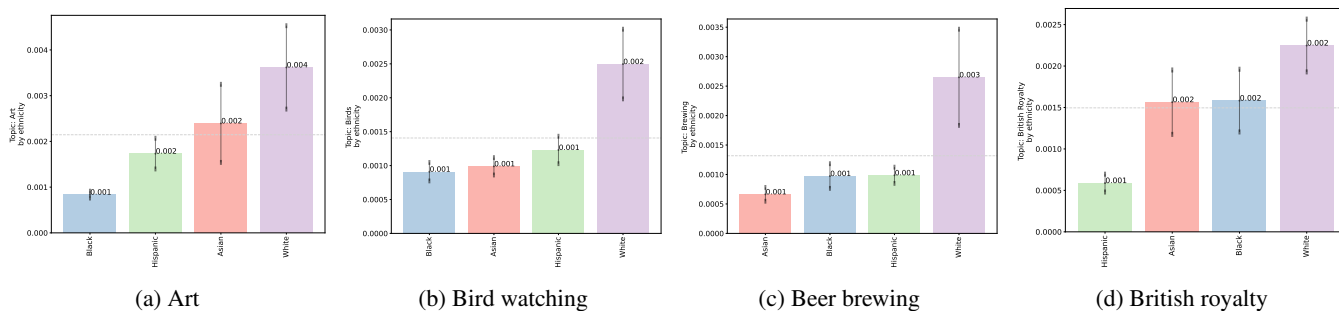 Topic: Art
by ethnicity
0.004
0.003
0.002
0.001
0.000
0.001
0.002
0.002
0.004
Black
Hispanic
Asian
White
(a) Art
Topic: Birds
by ethnicity
0.0030
0.0025
0.0020
0.0015
0.0010
0.0005
0.0000
0.001
0.001
0.001
0.002
Black
Asian
Hispanic
White
(b) Bird watching
Topic: Brewing
by ethnicity
0.0035
0.0030
0.0025
0.0020
0.0015
0.0010
0.0005
0.0000
0.001
0.001
0.001
0.003
Asian
Black
Hispanic
White
(c) Beer brewing
Topic: British Royalty
by ethnicity
0.0025
0.0020
0.0015
0.0010
0.0005
0.0000
0.001
0.002
0.002
0.002
Hispanic
Asian
Black
White
(d) British royalty